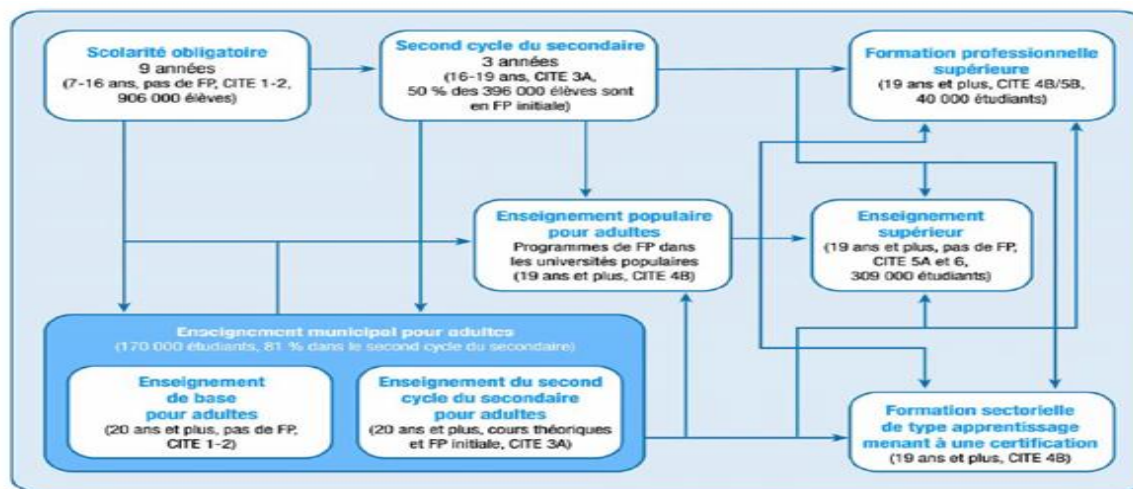 Scolarité obligatoire
9 années
(7-16 ans, pas de FP, CITE 1-2,
906 000 élèves)
Second cycle du secondaire
3 années
(16-19 ans, CITE 3A,
50 % des 396 000 élèves sont
en FP initiale)
Formation professionnelle
supérieure
(19 ans et plus, CITE 4B/5B,
40 000 étudiants)
Enseignement populaire
pour adultes
Programmes de FP dans
les universités populaires
(19 ans et plus, CITE 4B)
Enseignement
supérieur
(19 ans et plus, pas de FP,
CITE 5A et 6,
309 000 étudiants)
Enseignement municipal pour adultes
(170 000 étudiants, 81 % dans le second cycle du secondaire)
Enseignement
de base
pour adultes
(20 ans et plus, pas de FP,
CITE 1-2)
Enseignement du second
cycle du secondaire
pour adultes
(20 ans et plus, cours théoriques
et FP initiale, CITE 3A)
Formation sectorielle
de type apprentissage
menant à une certification
(19 ans et plus, CITE 4B)